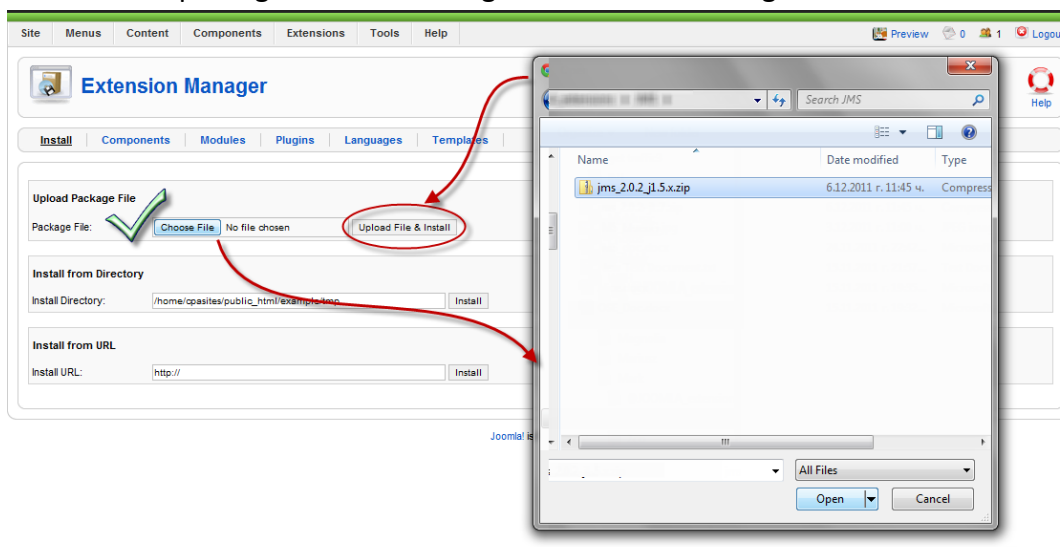 Site Menus Content Components Extensions Tools Help Preview 0 1 Logou
Extension Manager
Help
Install Components Modules Plugins Languages Templates
Upload Package File
Package File: Choose File No file chosen Upload File & Install
Install from Directory
Install Directory: /home/cpasites/public_html/example/tmp Install
Install from URL
Install URL: http:// Install
Joomla! is
Search JMS
Name Date modified Type
jms_2.0.2_j1.5.x.zip 6.12.2011 г. 11:45 ч. Compress
All Files
Open Cancel